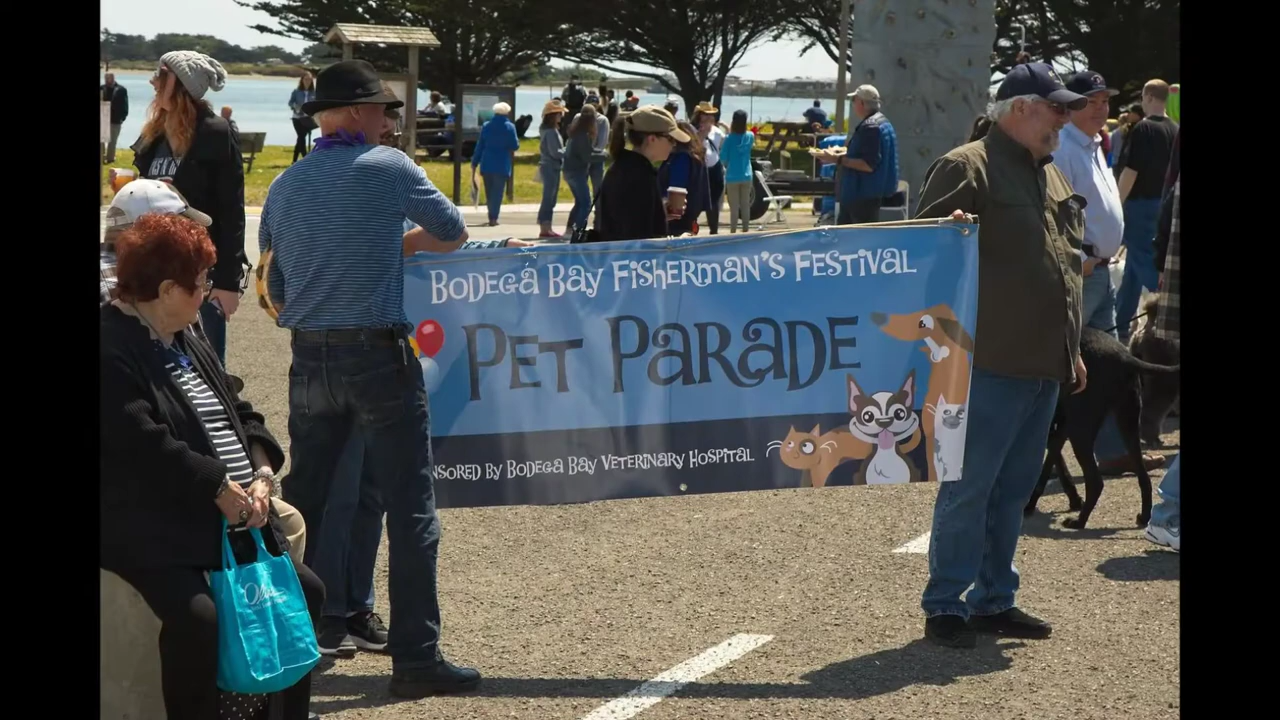 Bodega Bay Fisherman's Festival
Pet Parade
nsored by Bodega Bay Veterinary Hospital